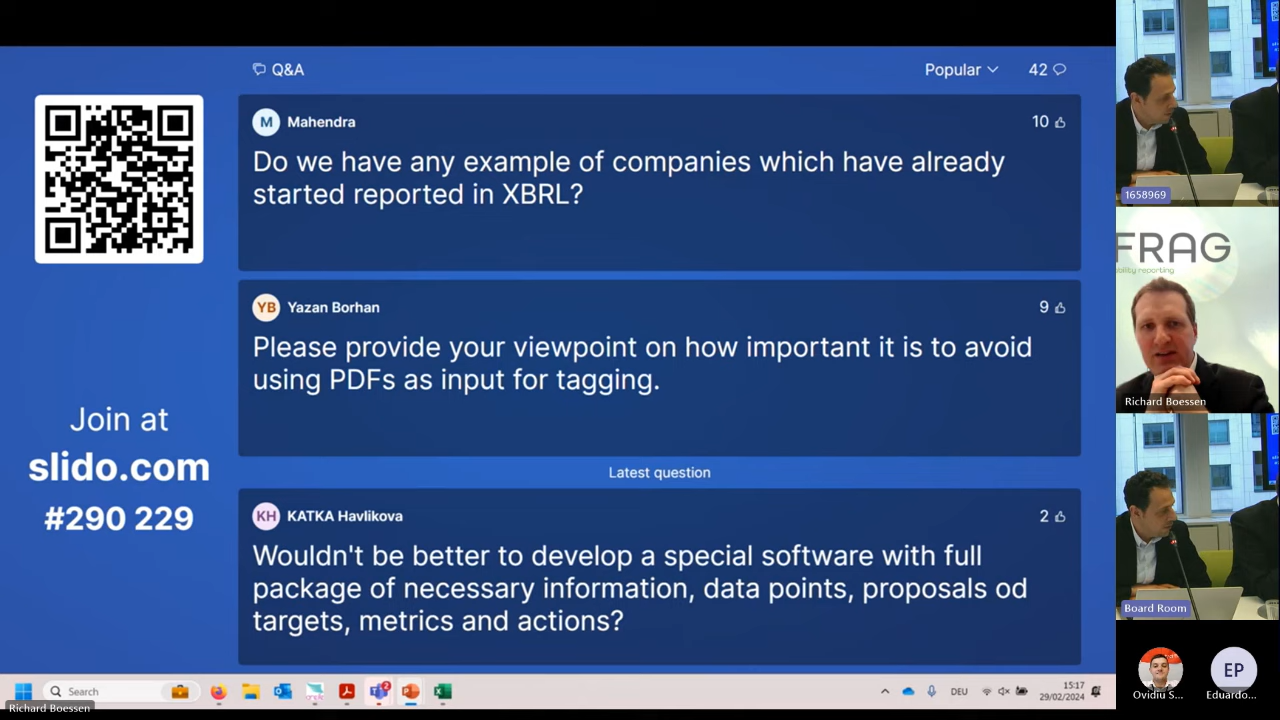 Q&A
Popular
42
M
Mahendra
10
Do we have any example of companies which have already
started reported in XBRL?
YB
Yazan Borhan
9
Please provide your viewpoint on how important it is to avoid
using PDFs as input for tagging.
Latest question
KH
KATKA Havlikova
2
Wouldn't be better to develop a special software with full
package of necessary information, data points, proposals od
targets, metrics and actions?
Join at
slido.com
#290 229
1658969
FRAG
bility reporting
Richard Boessen
Board Room
Ovidiu S...
EP
Eduardo...
Search
2
DEU
15:17
29/02/2024
Richard Boessen